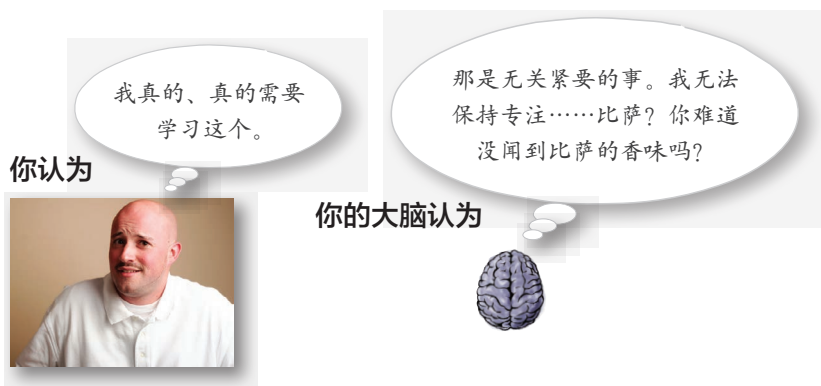 我真的、真的需要
学习这个。
你认为
那是无关紧要的事。我无法
保持专注……比萨？你难道
没闻到比萨的香味吗？
你的大脑认为